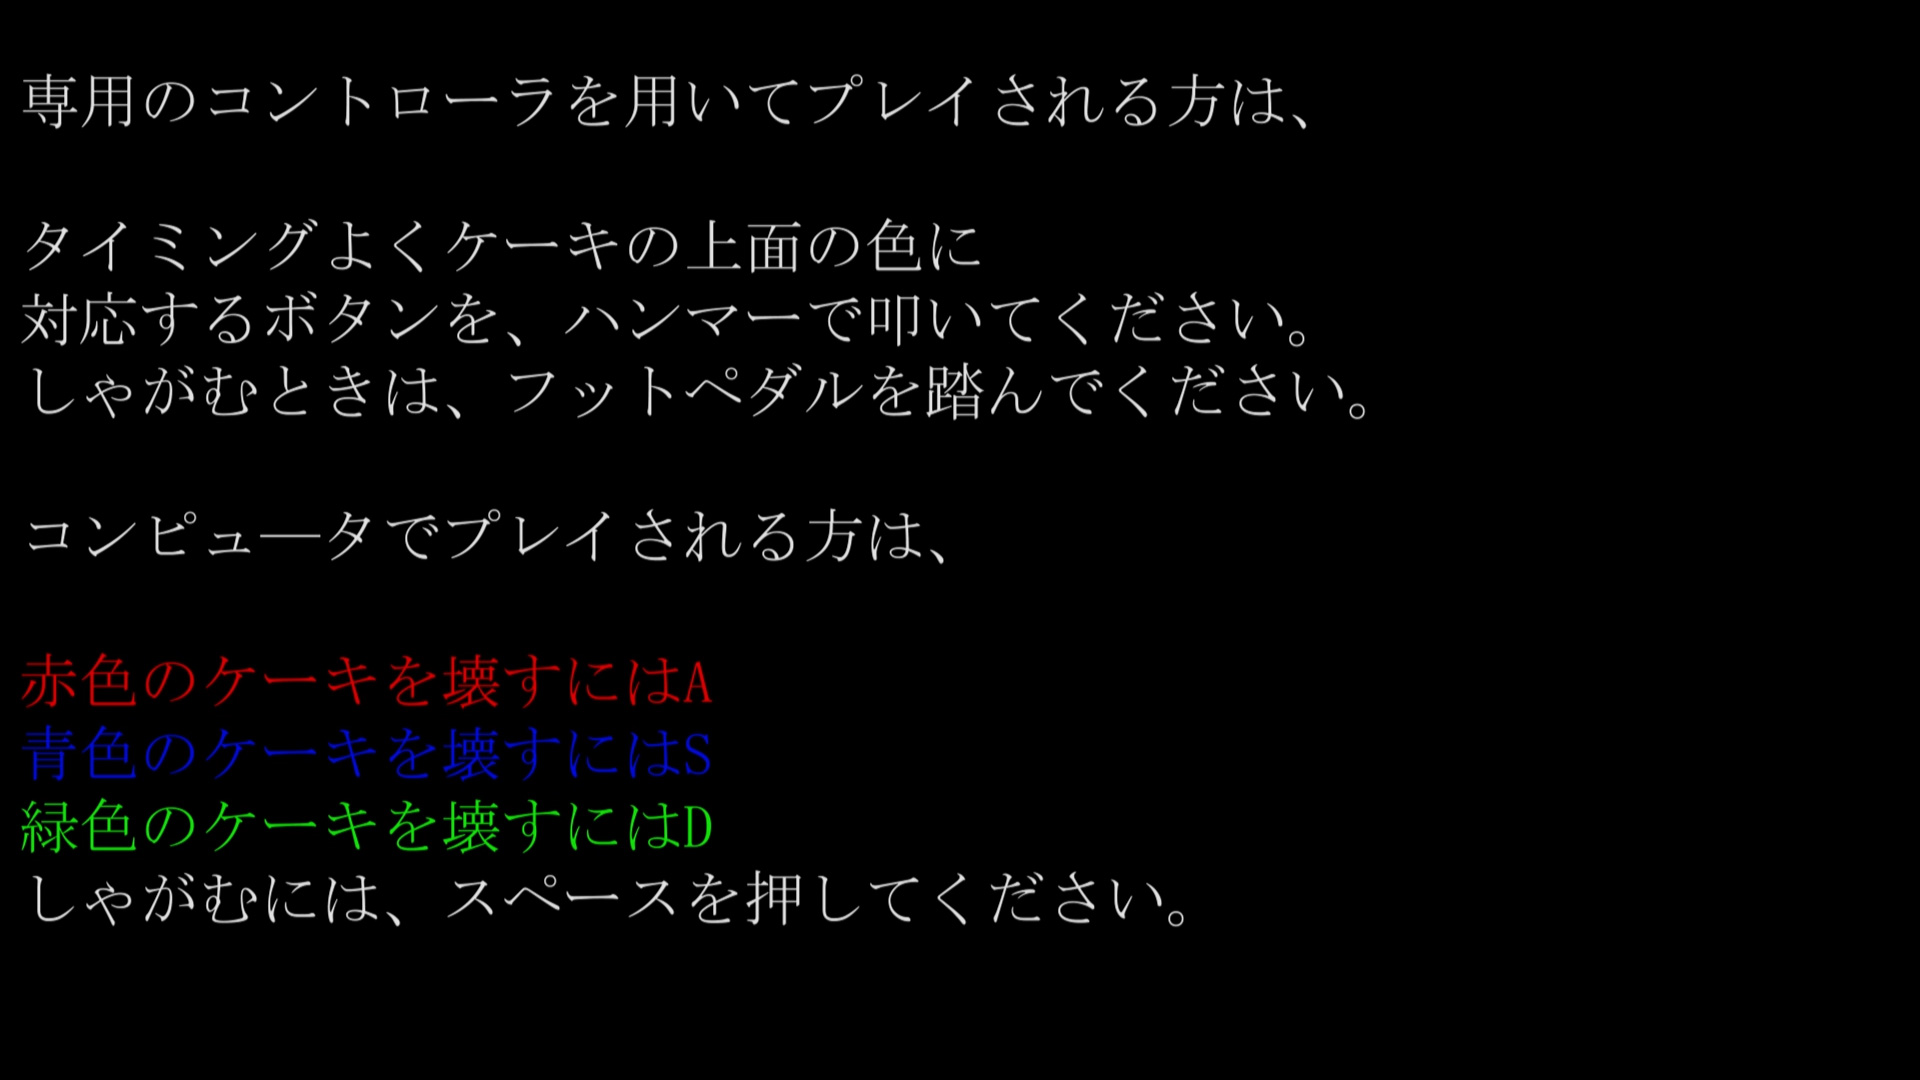 専用のコントローラを用いてプレイされる方は、
タイミングよくケーキの上面の色に
対応するボタンを、ハンマーで叩いてください。
しゃがむときは、フットペダルを踏んでください。
コンピュ―タでプレイされる方は、
赤色のケーキを壊すにはA
青色のケーキを壊すにはS
緑色のケーキを壊すにはD
しゃがむには、スペースを押してください。